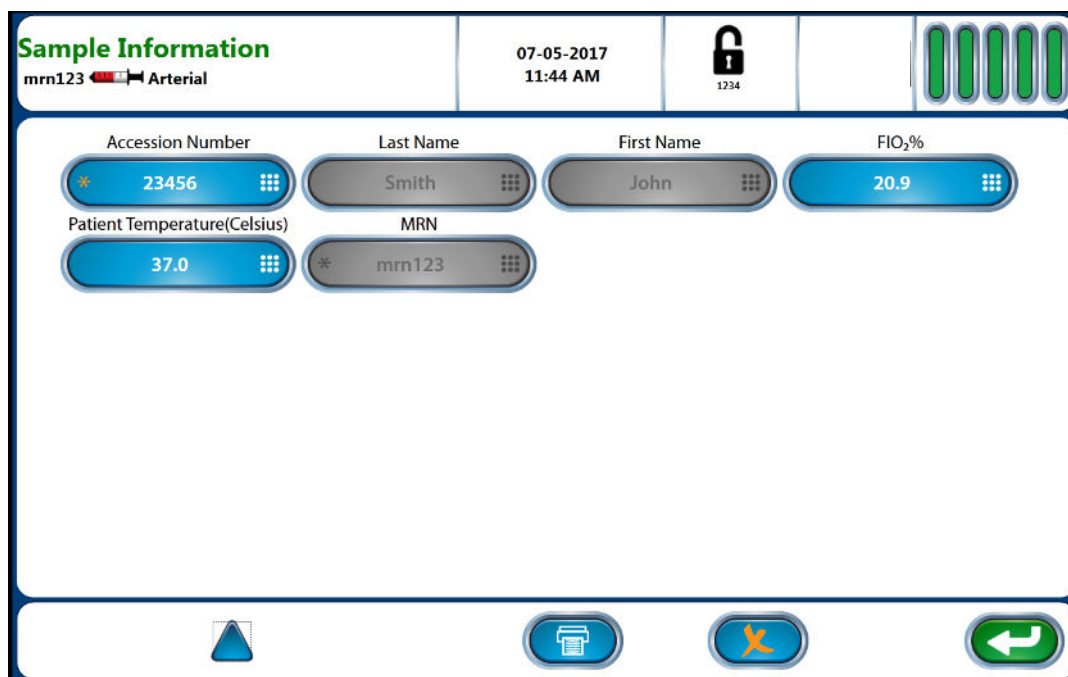 Sample Information
mrn123 Arterial
07-05-2017
11:44 AM
1234
Accession Number Last Name First Name FIO₂%
* 23456 Smith John 20.9
Patient Temperature(Celsius) MRN
37.0 * mrn123